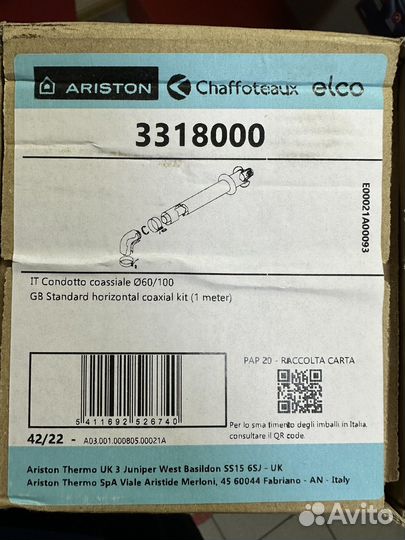 ARISTON Chaffoteaux elco
3318000
E00021A00093
IT Condotto coassiale Ø60/100
GB Standard horizontal coaxial kit (1 meter)
PAP 20 - RACCOLTA CARTA
5 411692 526740
42/22 - A03.001.000805.00021A
Per lo smaltimento degli imballi in Italia,
consultare il QR code.
Ariston Thermo UK 3 Juniper West Basildon SS15 6SJ - UK
Ariston Thermo SpA Viale Aristide Merloni, 45 60044 Fabriano - AN - Italy
Avito